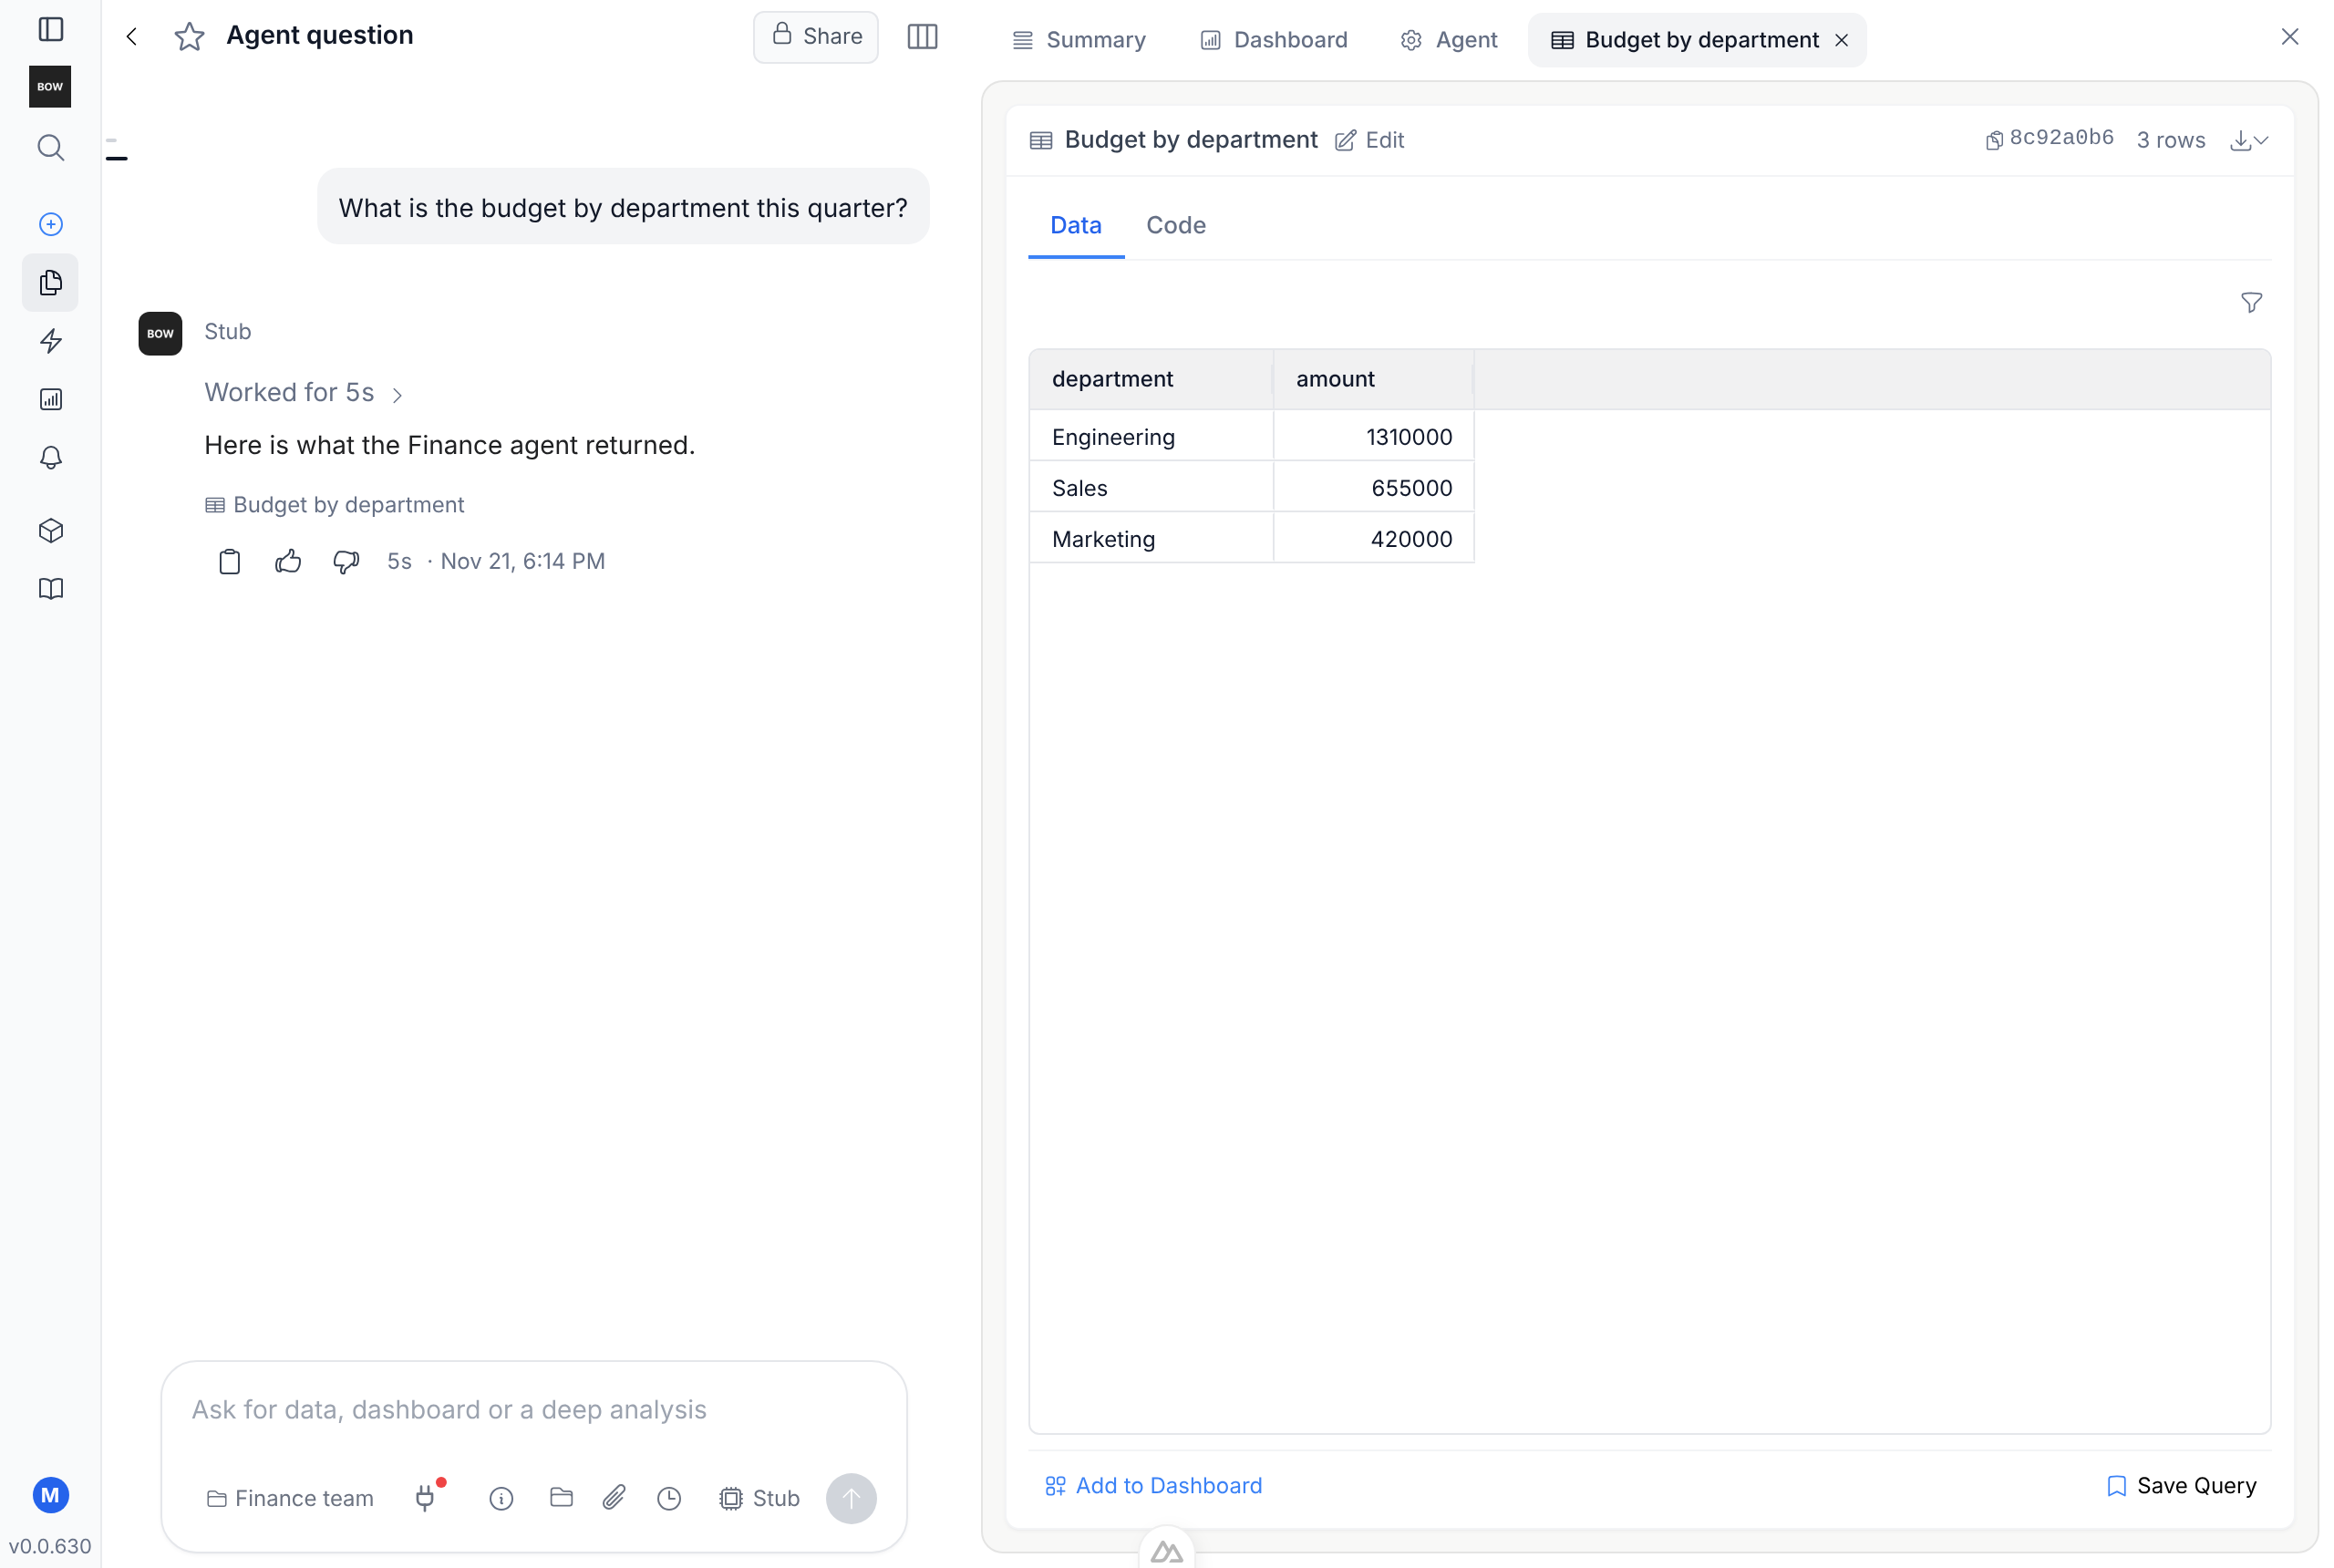 BOW
Agent question
Share
Summary
Dashboard
Agent
Budget by department
What is the budget by department this quarter?
BOW
Stub
Worked for 5s
Here is what the Finance agent returned.
Budget by department
5s · Nov 21, 6:14 PM
Ask for data, dashboard or a deep analysis
Finance team
Stub
M
v0.0.630
Budget by department
Edit
8c92a0b6
3 rows
Data
Code
department amount
Engineering 1310000
Sales 655000
Marketing 420000
Add to Dashboard
Save Query